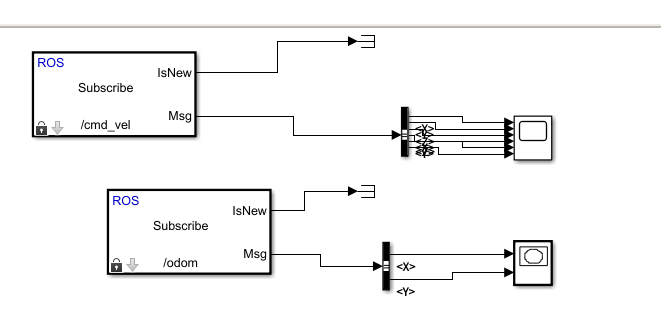 ROS
IsNew
Subscribe
Msg
/cmd_vel
ROS
IsNew
Subscribe
Msg
/odom
<X>
<Y>